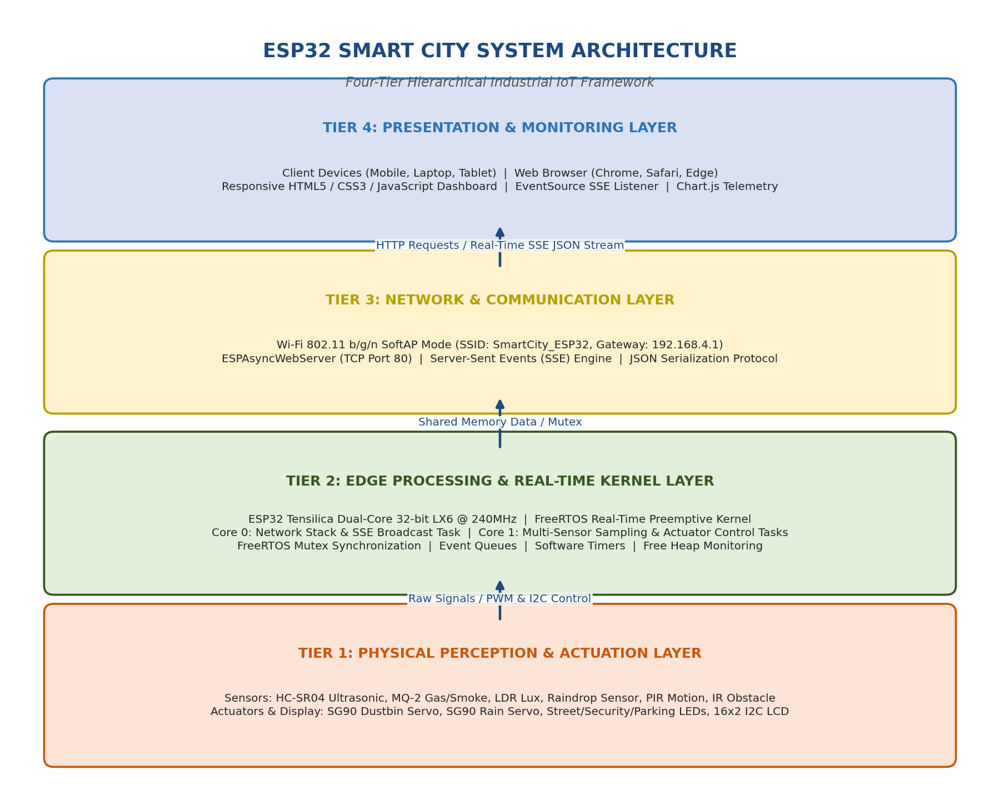 ESP32 SMART CITY SYSTEM ARCHITECTURE
Four-Tier Hierarchical Industrial IoT Framework
TIER 4: PRESENTATION & MONITORING LAYER
Client Devices (Mobile, Laptop, Tablet) | Web Browser (Chrome, Safari, Edge)
Responsive HTML5 / CSS3 / JavaScript Dashboard | EventSource SSE Listener | Chart.js Telemetry
HTTP Requests / Real-Time SSE JSON Stream
TIER 3: NETWORK & COMMUNICATION LAYER
Wi-Fi 802.11 b/g/n SoftAP Mode (SSID: SmartCity_ESP32, Gateway: 192.168.4.1)
ESPAsyncWebServer (TCP Port 80) | Server-Sent Events (SSE) Engine | JSON Serialization Protocol
Shared Memory Data / Mutex
TIER 2: EDGE PROCESSING & REAL-TIME KERNEL LAYER
ESP32 Tensilica Dual-Core 32-bit LX6 @ 240MHz | FreeRTOS Real-Time Preemptive Kernel
Core 0: Network Stack & SSE Broadcast Task | Core 1: Multi-Sensor Sampling & Actuator Control Tasks
FreeRTOS Mutex Synchronization | Event Queues | Software Timers | Free Heap Monitoring
Raw Signals / PWM & I2C Control
TIER 1: PHYSICAL PERCEPTION & ACTUATION LAYER
Sensors: HC-SR04 Ultrasonic, MQ-2 Gas/Smoke, LDR Lux, Raindrop Sensor, PIR Motion, IR Obstacle
Actuators & Display: SG90 Dustbin Servo, SG90 Rain Servo, Street/Security/Parking LEDs, 16x2 I2C LCD